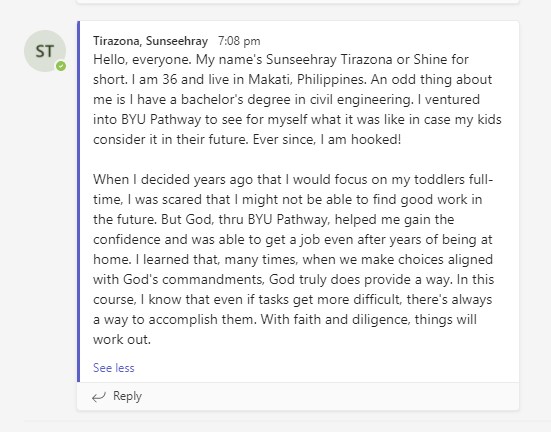 ST
Tirazona, Sunseehray 7:08 pm
Hello, everyone. My name's Sunseehray Tirazona or Shine for
short. I am 36 and live in Makati, Philippines. An odd thing about
me is I have a bachelor's degree in civil engineering. I ventured
into BYU Pathway to see for myself what it was like in case my kids
consider it in their future. Ever since, I am hooked!
When I decided years ago that I would focus on my toddlers full-
time, I was scared that I might not be able to find good work in
the future. But God, thru BYU Pathway, helped me gain the
confidence and was able to get a job even after years of being at
home. I learned that, many times, when we make choices aligned
with God's commandments, God truly does provide a way. In this
course, I know that even if tasks get more difficult, there's always
a way to accomplish them. With faith and diligence, things will
work out.
See less
Reply